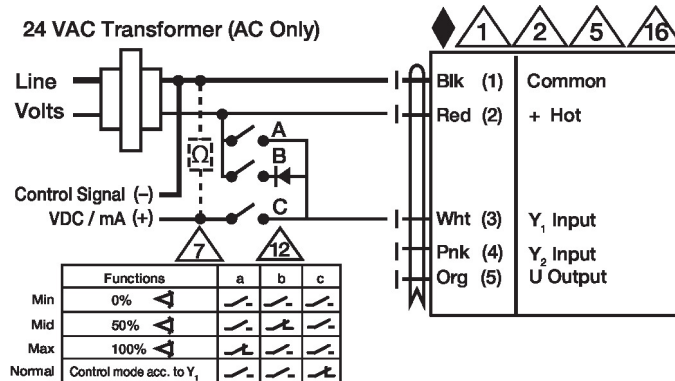 24 VAC Transformer (AC Only)
1 2 5 16
Line
Volts
Blk (1) Common
Red (2) + Hot
A
Ω
B
Control Signal (–)
VDC / mA (+)
C
Wht (3) Y₁ Input
Pnk (4) Y₂ Input
Org (5) U Output
7 12
Functions a b c
Min 0%
Mid 50%
Max 100%
Normal Control mode acc. to Y₁